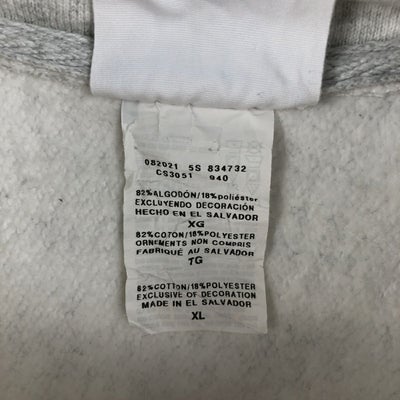 082021 5S 834732
CS3051 940
82%ALGODÓN/18%poliéster
EXCLUYENDO DECORACIÓN
HECHO EN EL SALVADOR
XG
82%COTON/18%POLYESTER
ORNEMENTS NON COMPRIS
FABRIQUÉ AU SALVADOR
TG
82%COTTON/18%POLYESTER
EXCLUSIVE OF DECORATION
MADE IN EL SALVADOR
XL